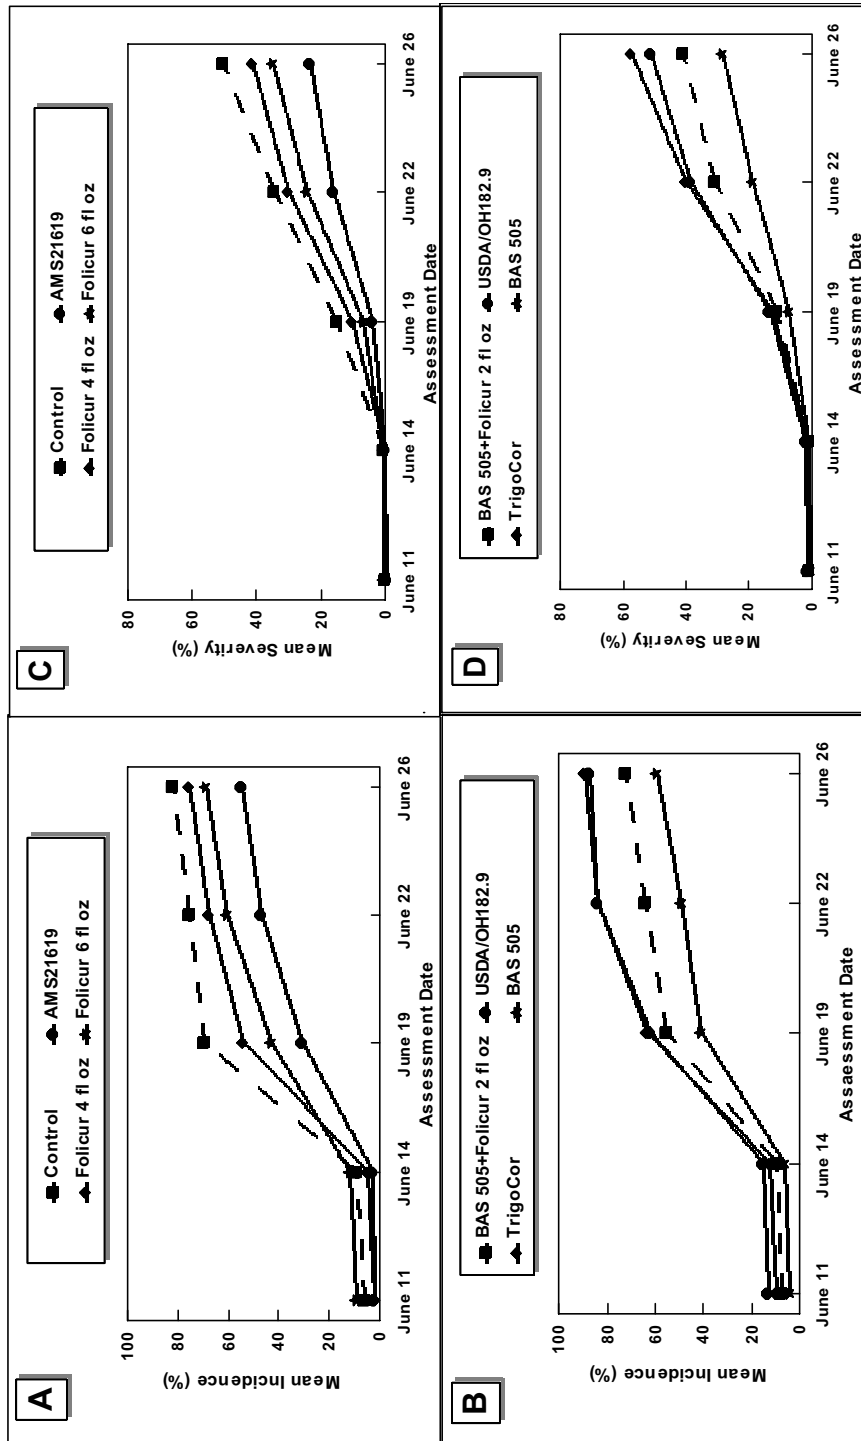 A
Control AMS21619
Folicur 4 fl oz Folicur 6 fl oz
Mean Incidence (%)
100
80
60
40
20
0
June 11 June 14 June 19 June 22 June 26
Assessment Date
C
Control AMS21619
Folicur 4 fl oz Folicur 6 fl oz
Mean Severity (%)
80
60
40
20
0
June 11 June 14 June 19 June 22 June 26
Assessment Date
B
BAS 505+Folicur 2 fl oz USDA/OH182.9
TrigoCor BAS 505
Mean Incidence (%)
100
80
60
40
20
0
June 11 June 14 June 19 June 22 June 26
Assaessment Date
D
BAS 505+Folicur 2 fl oz USDA/OH182.9
TrigoCor BAS 505
Mean Severity (%)
80
60
40
20
0
June 11 June 14 June 19 June 22 June 26
Assessment Date